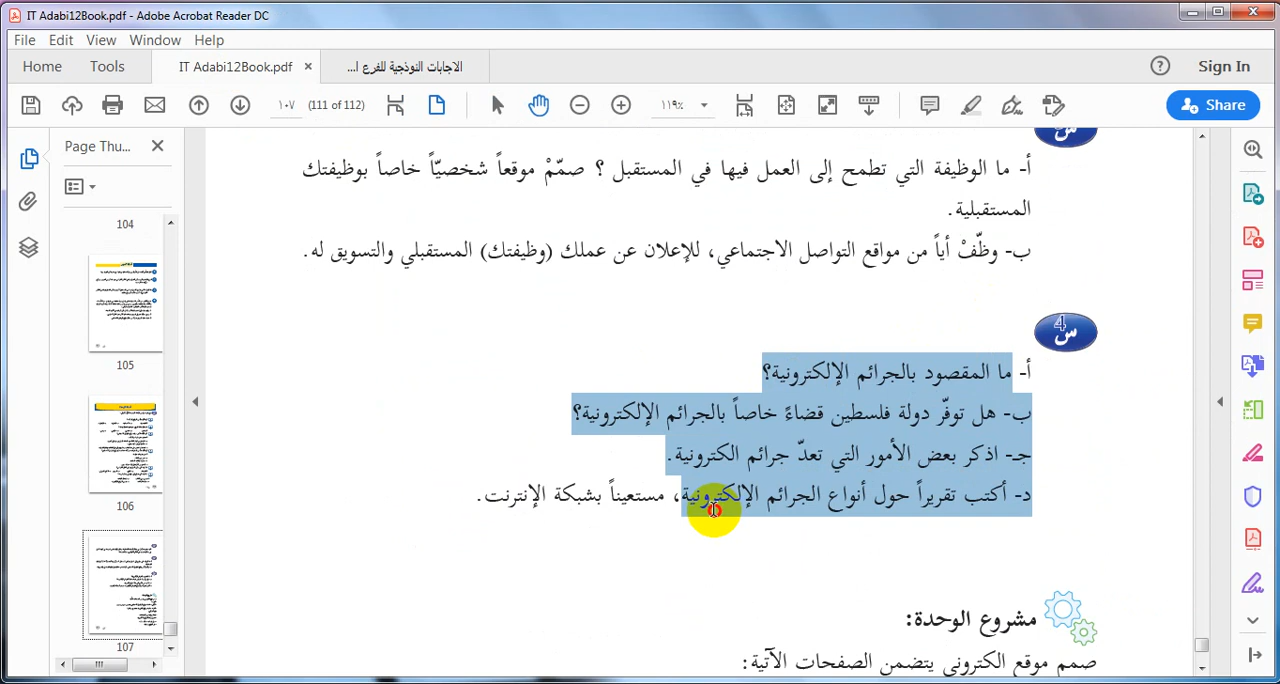 IT Adabi12Book.pdf - Adobe Acrobat Reader DC
File Edit View Window Help
Home Tools IT Adabi12Book.pdf × الاجابات النوذجية للفرع ا... Sign In
١٠٧ (111 of 112) ١١٩% Share
Page Thu...
104
105
106
107
س
أ- ما الوظيفة التي تطمح إلى العمل فيها في المستقبل ؟ صمّمْ موقعاً شخصيّاً خاصاً بوظيفتك
المستقبلية.
ب- وظّفْ أياً من مواقع التواصل الاجتماعي، للإعلان عن عملك (وظيفتك) المستقبلي والتسويق له.
س4
أ- ما المقصود بالجرائم الإلكترونية؟
ب- هل توفّر دولة فلسطين قضاءً خاصاً بالجرائم الإلكترونية؟
جـ- اذكر بعض الأمور التي تعدّ جرائم الكترونية.
د- أكتب تقريراً حول أنواع الجرائم الإلكترونية، مستعيناً بشبكة الإنترنت.
مشروع الوحدة:
صمم موقع الكتروني يتضمن الصفحات الآتية: